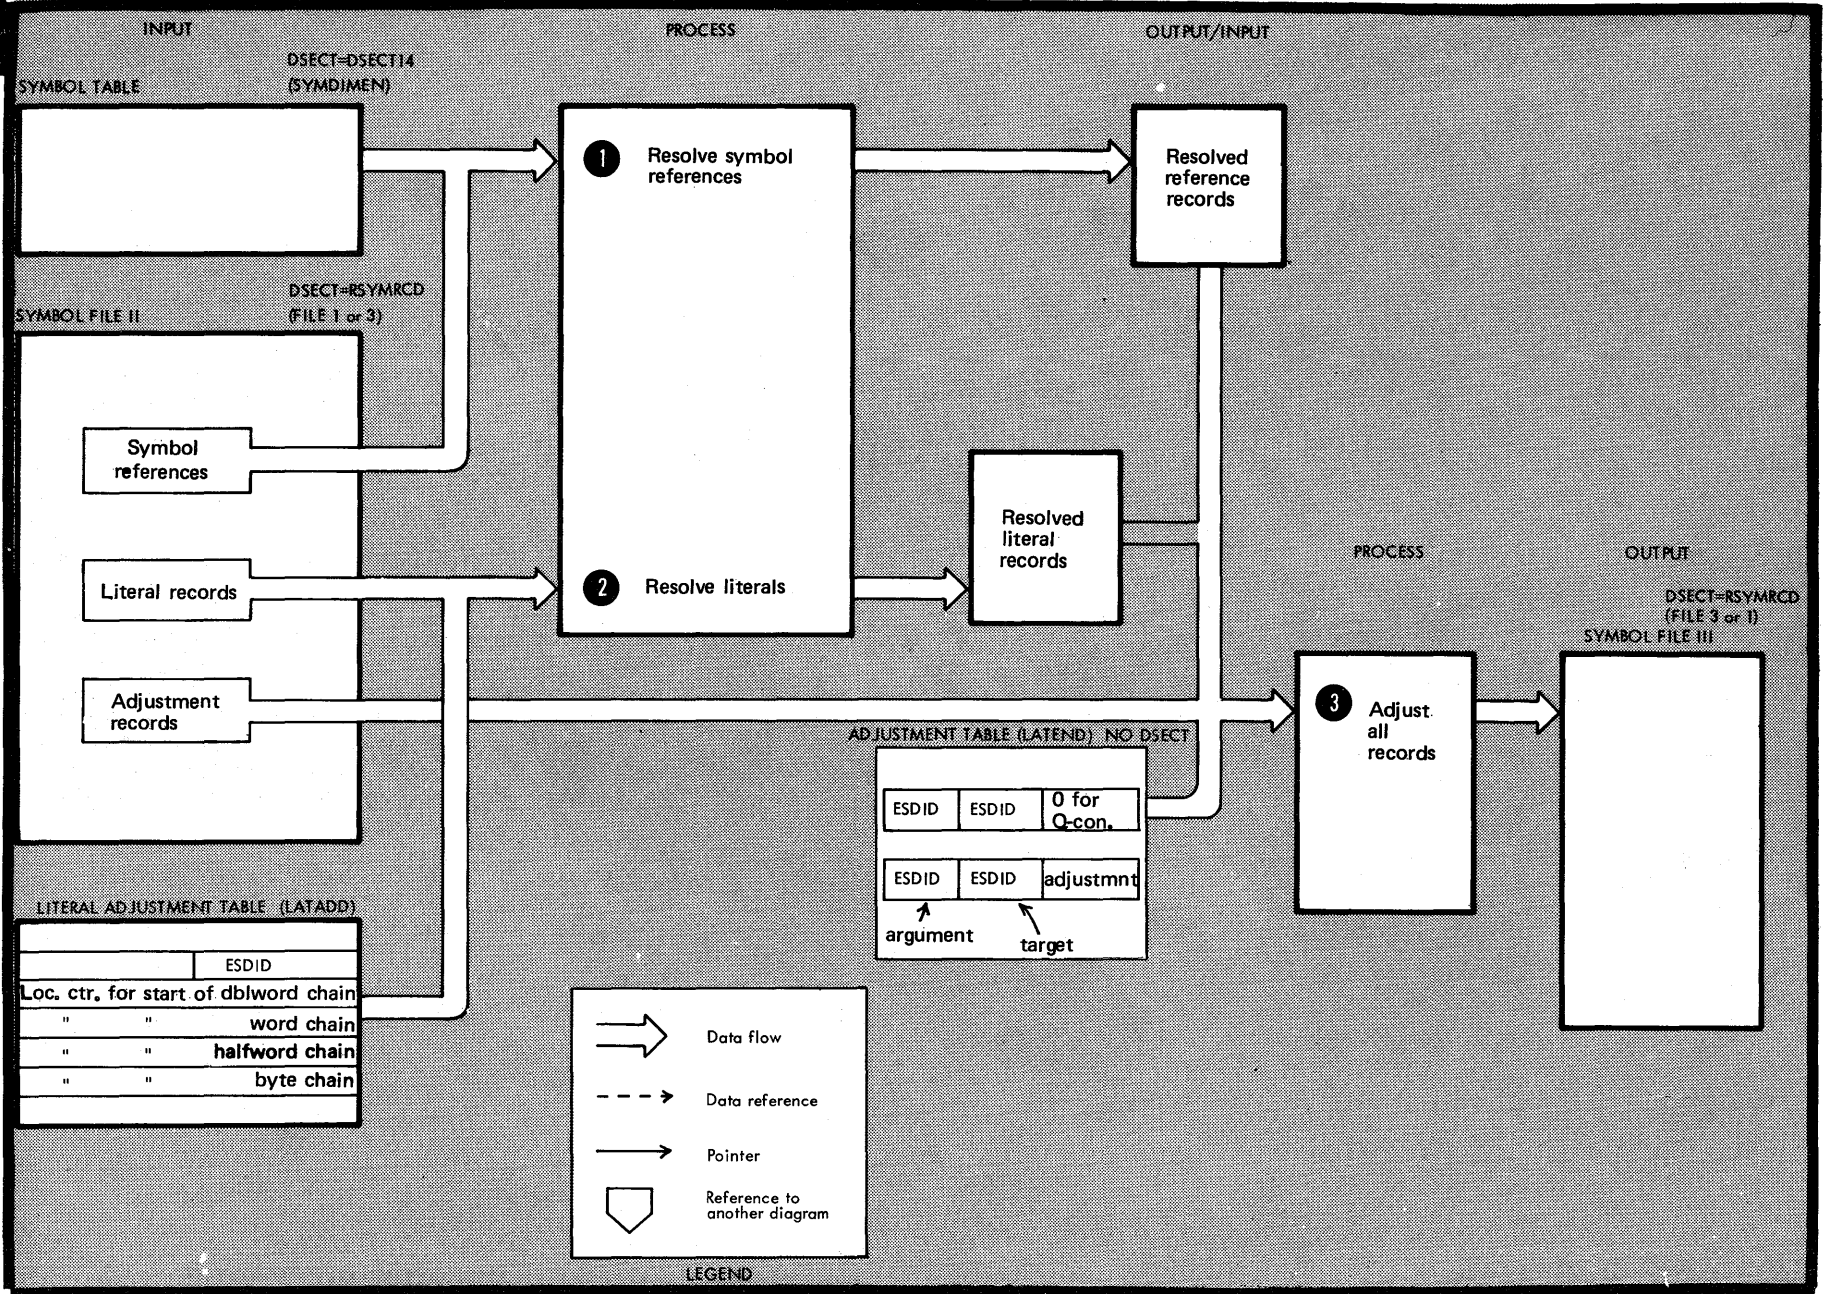 INPUT
PROCESS
OUTPUT/INPUT
DSECT=DSECT14
(SYMDIMEN)
SYMBOL TABLE
1
Resolve symbol
references
Resolved
reference
records
DSECT=RSYMRCD
(FILE 1 or 3)
SYMBOL FILE II
Symbol
references
Literal records
Adjustment
records
2
Resolve literals
Resolved
literal
records
PROCESS
OUTPUT
DSECT=RSYMRCD
(FILE 3 or 1)
SYMBOL FILE III
3
Adjust
all
records
ADJUSTMENT TABLE (LATEND) NO DSECT
ESDID ESDID 0 for
Q-con.
ESDID ESDID adjustmnt
argument
target
LITERAL ADJUSTMENT TABLE (LATADD)
ESDID
Loc. ctr. for start of dblword chain
" " word chain
" " halfword chain
" " byte chain
Data flow
Data reference
Pointer
Reference to
another diagram
LEGEND